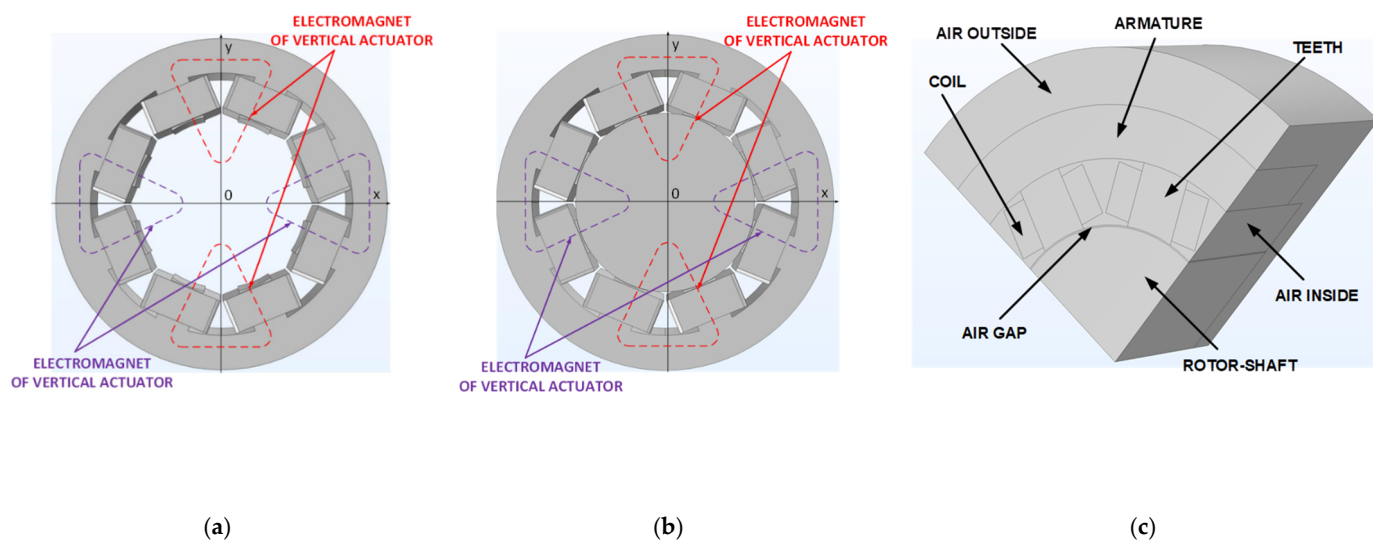 ELECTROMAGNET
OF VERTICAL ACTUATOR
y
0
x
ELECTROMAGNET
OF VERTICAL ACTUATOR
(a)
ELECTROMAGNET
OF VERTICAL ACTUATOR
y
0
x
ELECTROMAGNET
OF VERTICAL ACTUATOR
(b)
ARMATURE
AIR OUTSIDE
TEETH
COIL
AIR INSIDE
AIR GAP
ROTOR-SHAFT
(c)